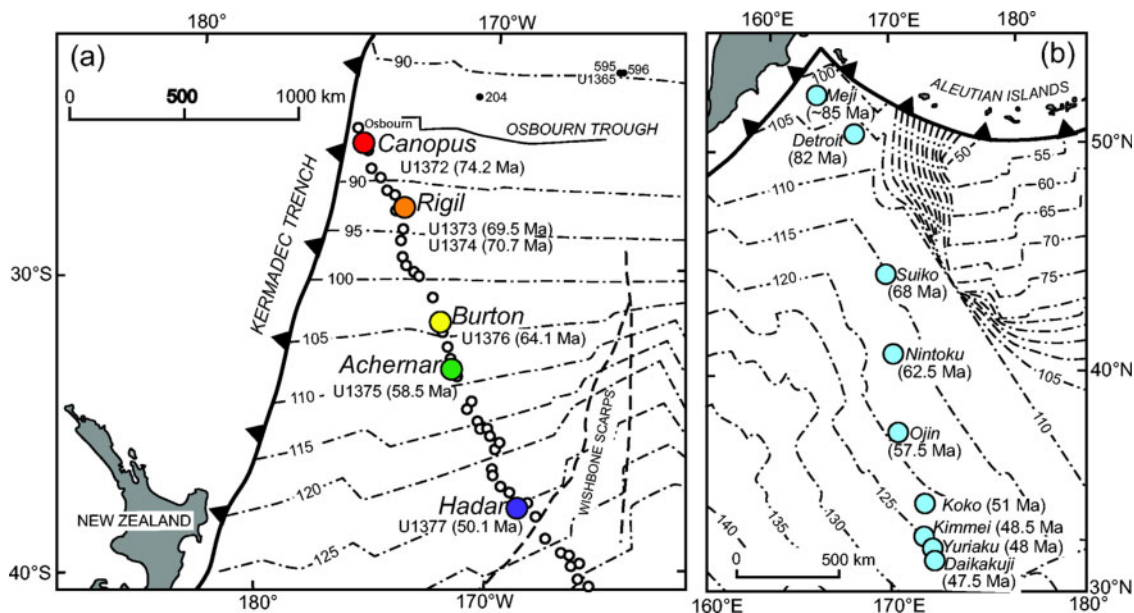 180°
170°W
(a)
0
500
1000 km
90
595
596
U1365
204
Osbourn
OSBOURN TROUGH
Canopus
U1372 (74.2 Ma)
90
Rigil
U1373 (69.5 Ma)
U1374 (70.7 Ma)
95
KERMADEC TRENCH
30°S
100
Burton
105
U1376 (64.1 Ma)
Achernar
U1375 (58.5 Ma)
110
115
120
WISHBONE SCARPS
Hadar
U1377 (50.1 Ma)
NEW ZEALAND
125
40°S
180°
170°W
160°E
170°E
180°
(b)
100
Meji
(~85 Ma)
105
ALEUTIAN ISLANDS
Detroit
(82 Ma)
50
50°N
55
110
60
65
115
70
120
Suiko
(68 Ma)
75
Nintoku
(62.5 Ma)
105
40°N
110
Ojin
(57.5 Ma)
125
Koko (51 Ma)
Kimmei (48.5 Ma
Yuriaku (48 Ma)
Daikakuji
(47.5 Ma)
140
135
130
0
500 km
30°N
160°E
170°E
180°